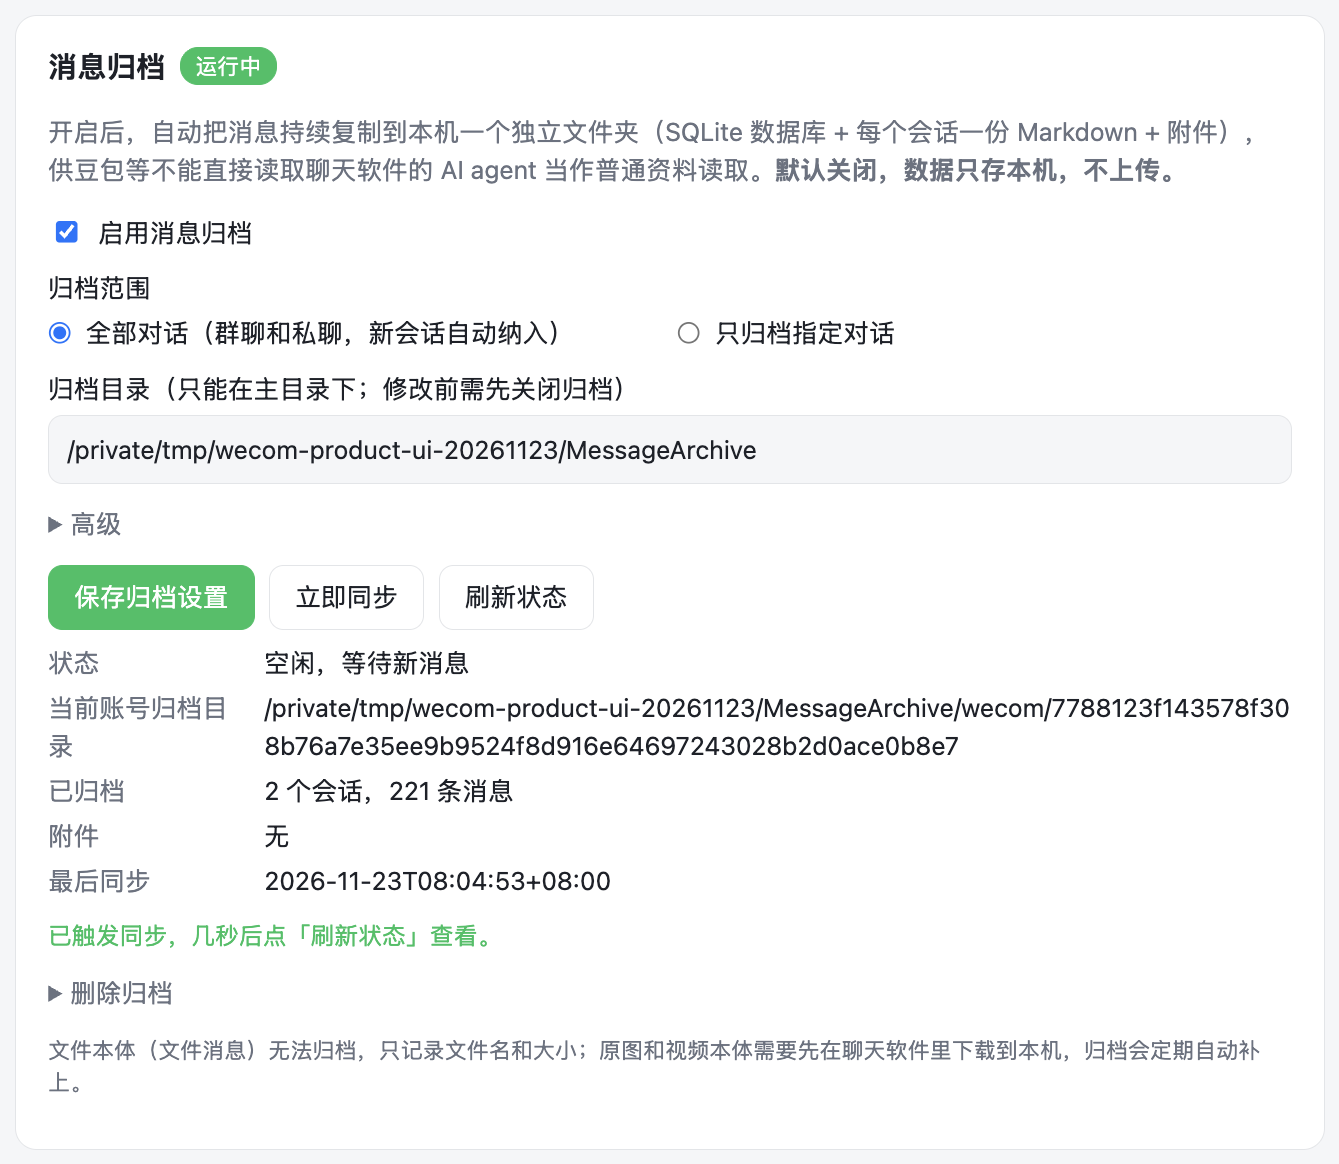 消息归档 运行中
开启后，自动把消息持续复制到本机一个独立文件夹（SQLite 数据库 + 每个会话一份 Markdown + 附件），
供豆包等不能直接读取聊天软件的 AI agent 当作普通资料读取。默认关闭，数据只存本机，不上传。
启用消息归档
归档范围
全部对话（群聊和私聊，新会话自动纳入） 只归档指定对话
归档目录（只能在主目录下；修改前需先关闭归档）
/private/tmp/wecom-product-ui-20261123/MessageArchive
高级
保存归档设置 立即同步 刷新状态
状态 空闲，等待新消息
当前账号归档目 /private/tmp/wecom-product-ui-20261123/MessageArchive/wecom/7788123f143578f30
录 8b76a7e35ee9b9524f8d916e64697243028b2d0ace0b8e7
已归档 2 个会话，221 条消息
附件 无
最后同步 2026-11-23T08:04:53+08:00
已触发同步，几秒后点「刷新状态」查看。
删除归档
文件本体（文件消息）无法归档，只记录文件名和大小；原图和视频本体需要先在聊天软件里下载到本机，归档会定期自动补
上。